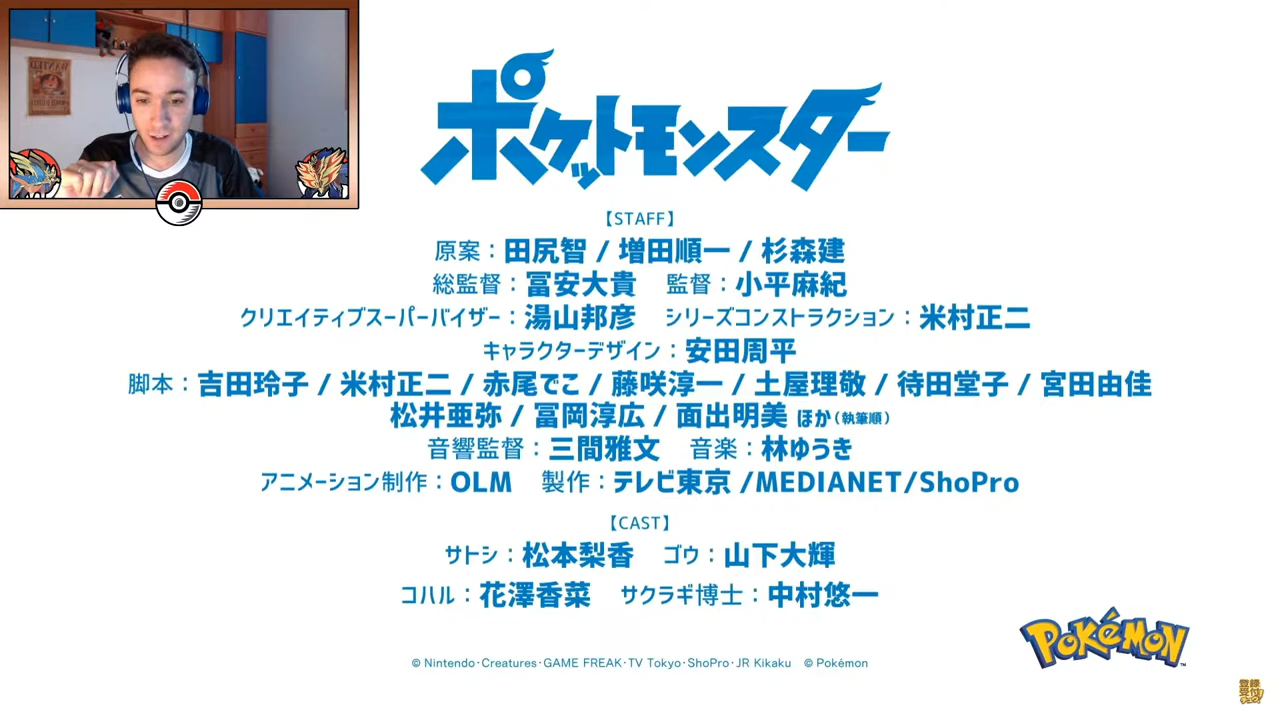 WANTED
ポケットモンスター
【STAFF】
原案：田尻智 / 増田順一 / 杉森建
総監督：冨安大貴　監督：小平麻紀
クリエイティブスーパーバイザー：湯山邦彦　シリーズコンストラクション：米村正二
キャラクターデザイン：安田周平
脚本：吉田玲子 / 米村正二 / 赤尾でこ / 藤咲淳一 / 土屋理敬 / 待田堂子 / 宮田由佳
松井亜弥 / 冨岡淳広 / 面出明美 ほか（執筆順）
音響監督：三間雅文　音楽：林ゆうき
アニメーション制作：OLM　製作：テレビ東京 /MEDIANET/ShoPro
【CAST】
サトシ：松本梨香　ゴウ：山下大輝
コハル：花澤香菜　サクラギ博士：中村悠一
POKéMON™
© Nintendo･Creatures･GAME FREAK･TV Tokyo･ShoPro･JR Kikaku　© Pokémon
登録
受付